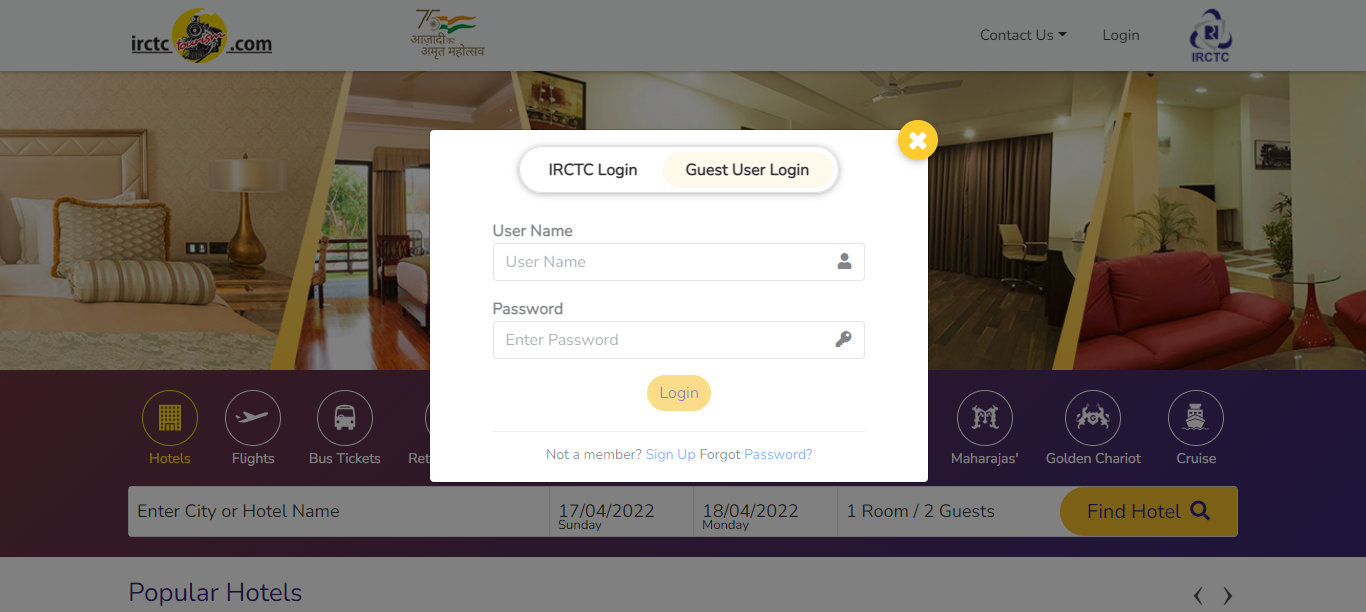 irctc tourism .com
75
आज़ादी का
अमृत महोत्सव
Contact Us
Login
IRCTC
IRCTC Login
Guest User Login
User Name
User Name
Password
Enter Password
Login
Not a member? Sign Up Forgot Password?
Hotels
Flights
Bus Tickets
Ret
Maharajas'
Golden Chariot
Cruise
Enter City or Hotel Name
17/04/2022
Sunday
18/04/2022
Monday
1 Room / 2 Guests
Find Hotel
Popular Hotels